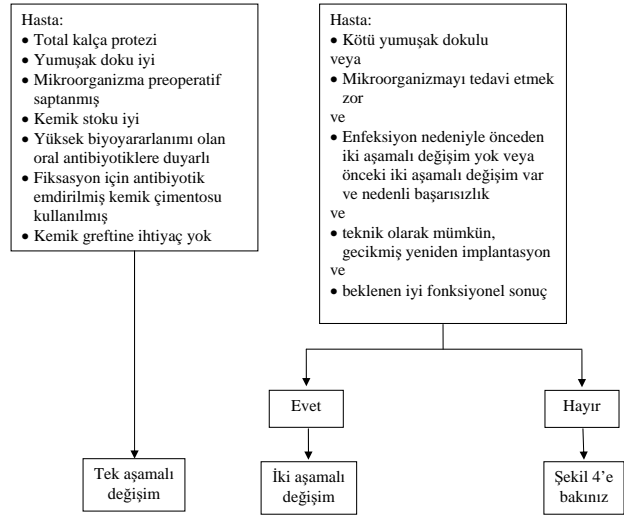 Hasta:
• Total kalça protezi
• Yumuşak doku iyi
• Mikroorganizma preoperatif
saptanmış
• Kemik stoku iyi
• Yüksek biyoyararlanımı olan
oral antibiyotiklere duyarlı
• Fiksasyon için antibiyotik
emdirilmiş kemik çimentosu
kullanılmış
• Kemik greftine ihtiyaç yok
Hasta:
• Kötü yumuşak dokulu
veya
• Mikroorganizmayı tedavi etmek
zor
ve
• Enfeksiyon nedeniyle önceden
iki aşamalı değişim yok veya
önceki iki aşamalı değişim var
ve nedenli başarısızlık
ve
• teknik olarak mümkün,
gecikmiş yeniden implantasyon
ve
• beklenen iyi fonksiyonel sonuç
Evet
Hayır
Tek aşamalı
değişim
İki aşamalı
değişim
Şekil 4’e
bakınız